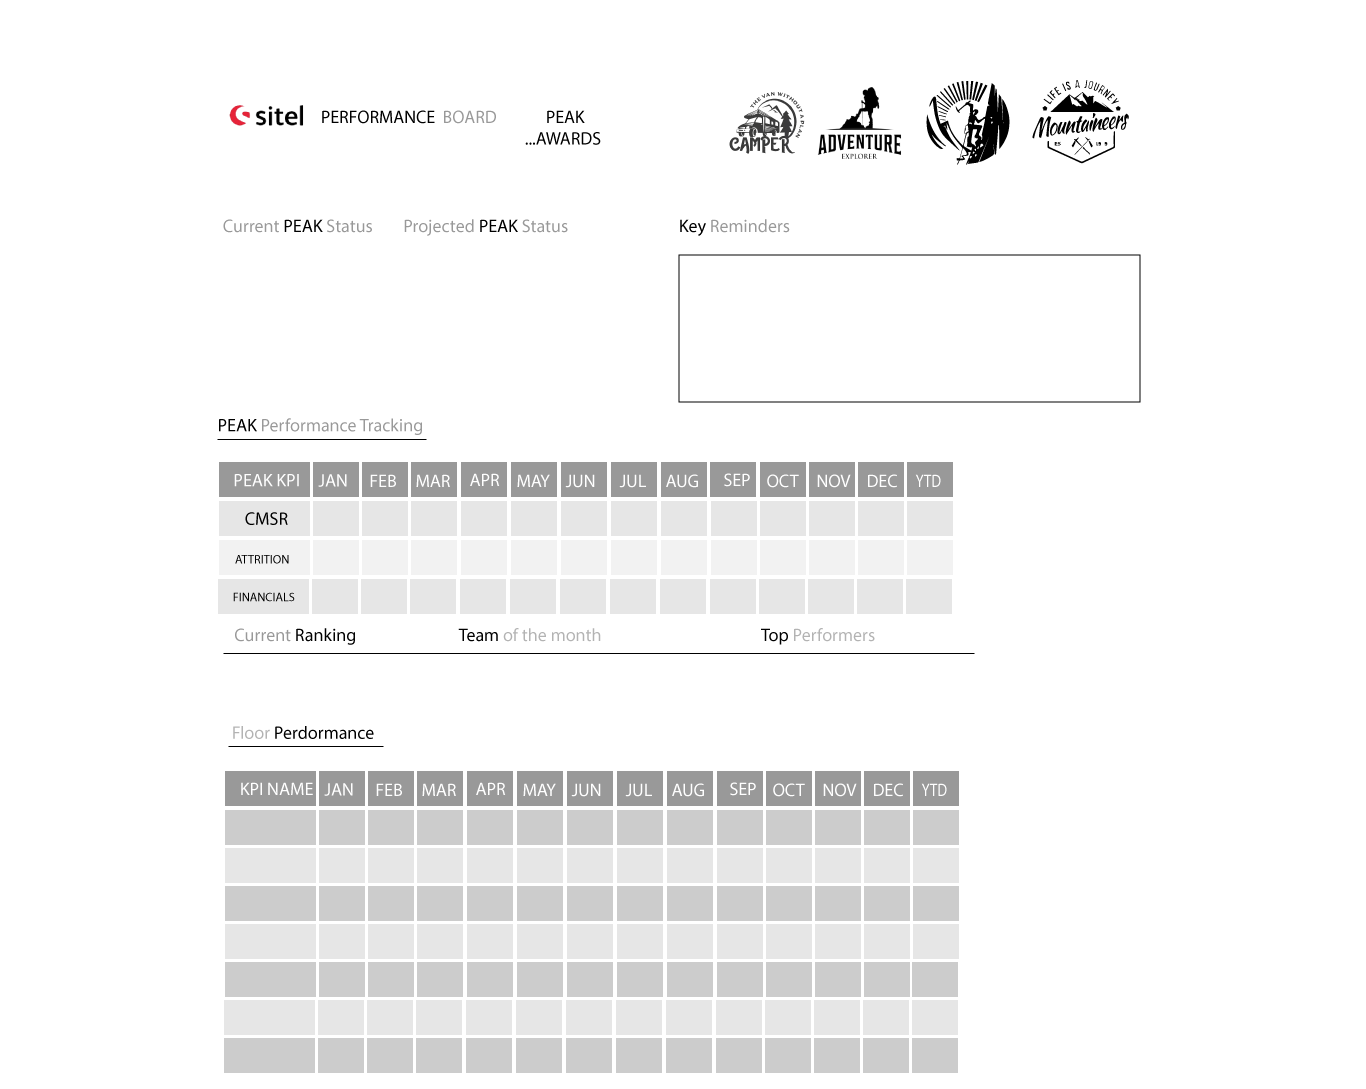 sitel PERFORMANCE BOARD
PEAK
...AWARDS
THE VAN WITHOUT A PLAN
CAMPER
ADVENTURE
EXPLORER
LIFE IS A JOURNEY
Mountaineers
ES 19 9
Current PEAK Status
Projected PEAK Status
Key Reminders
PEAK Performance Tracking
PEAK KPI JAN FEB MAR APR MAY JUN JUL AUG SEP OCT NOV DEC YTD
CMSR
ATTRITION
FINANCIALS
Current Ranking
Team of the month
Top Performers
Floor Perdormance
KPI NAME JAN FEB MAR APR MAY JUN JUL AUG SEP OCT NOV DEC YTD